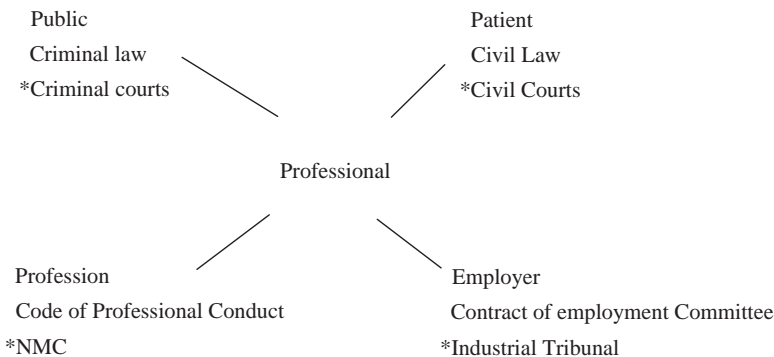 Public
Criminal law
*Criminal courts
Patient
Civil Law
*Civil Courts
Professional
Profession
Code of Professional Conduct
*NMC
Employer
Contract of employment Committee
*Industrial Tribunal